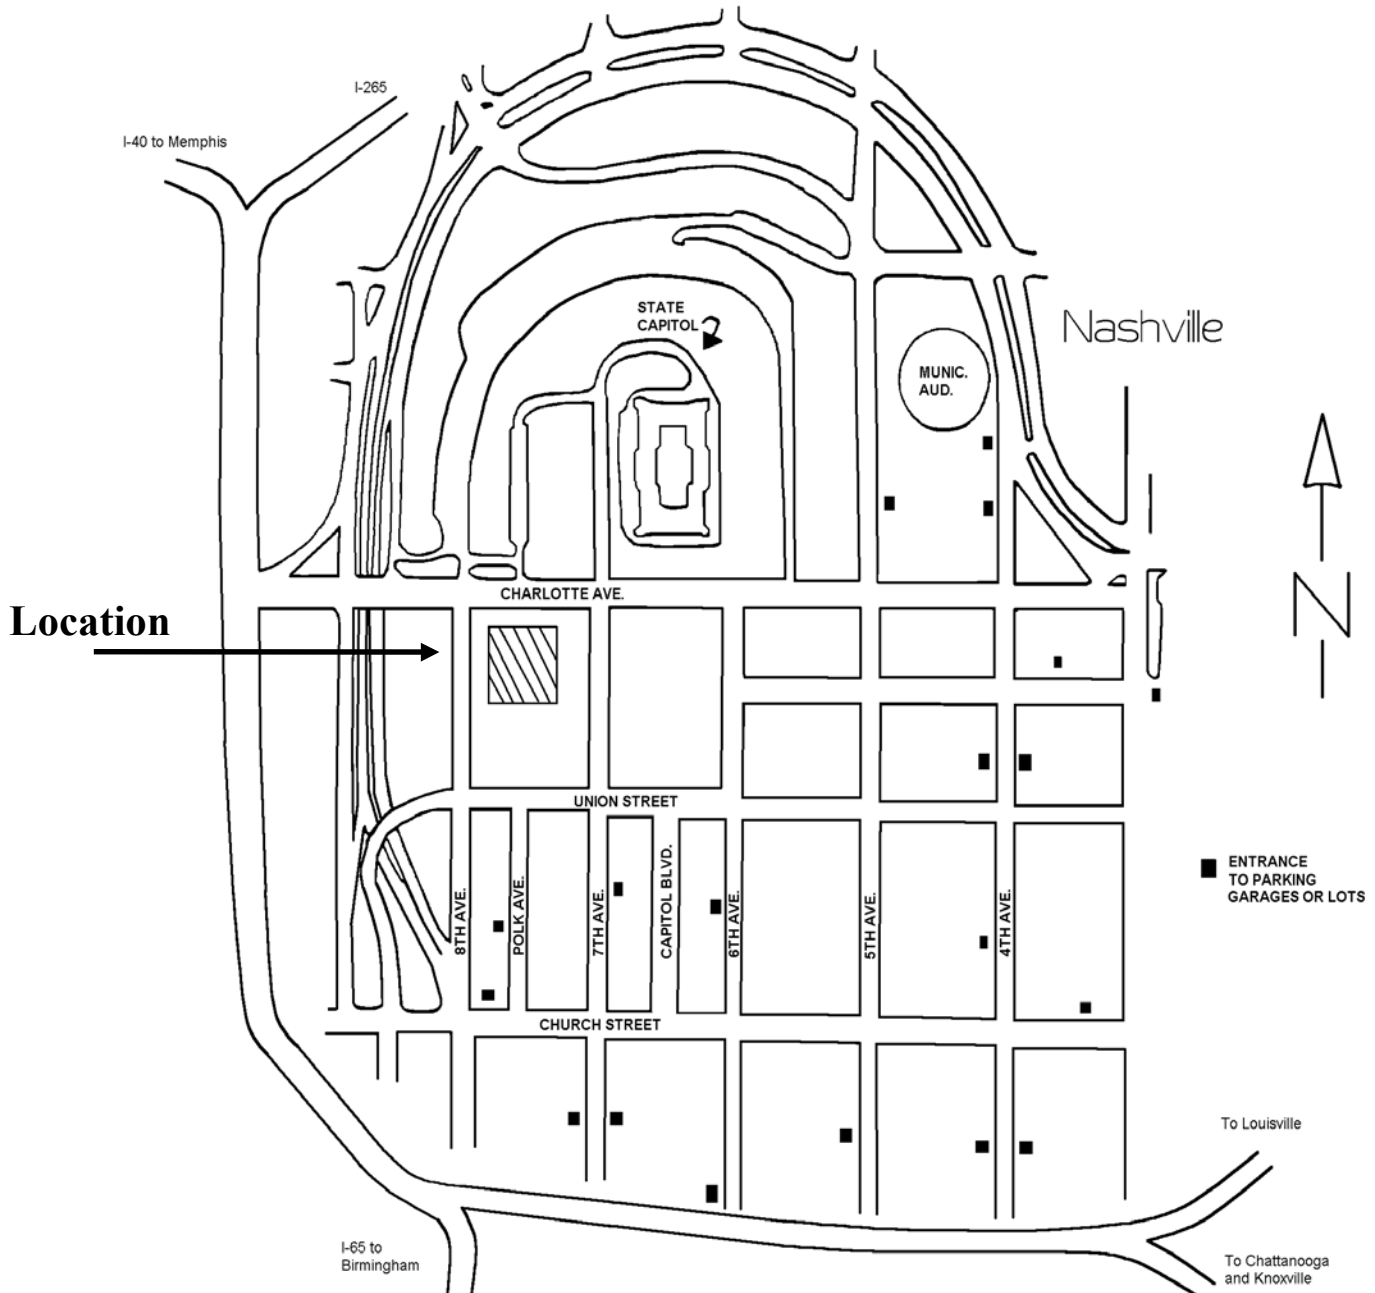 I-265
I-40 to Memphis
STATE
CAPITOL
Nashville
MUNIC.
AUD.
CHARLOTTE AVE.
Location
N
UNION STREET
8TH AVE.
POLK AVE.
7TH AVE.
CAPITOL BLVD.
6TH AVE.
5TH AVE.
4TH AVE.
ENTRANCE
TO PARKING
GARAGES OR LOTS
CHURCH STREET
To Louisville
I-65 to
Birmingham
To Chattanooga
and Knoxville